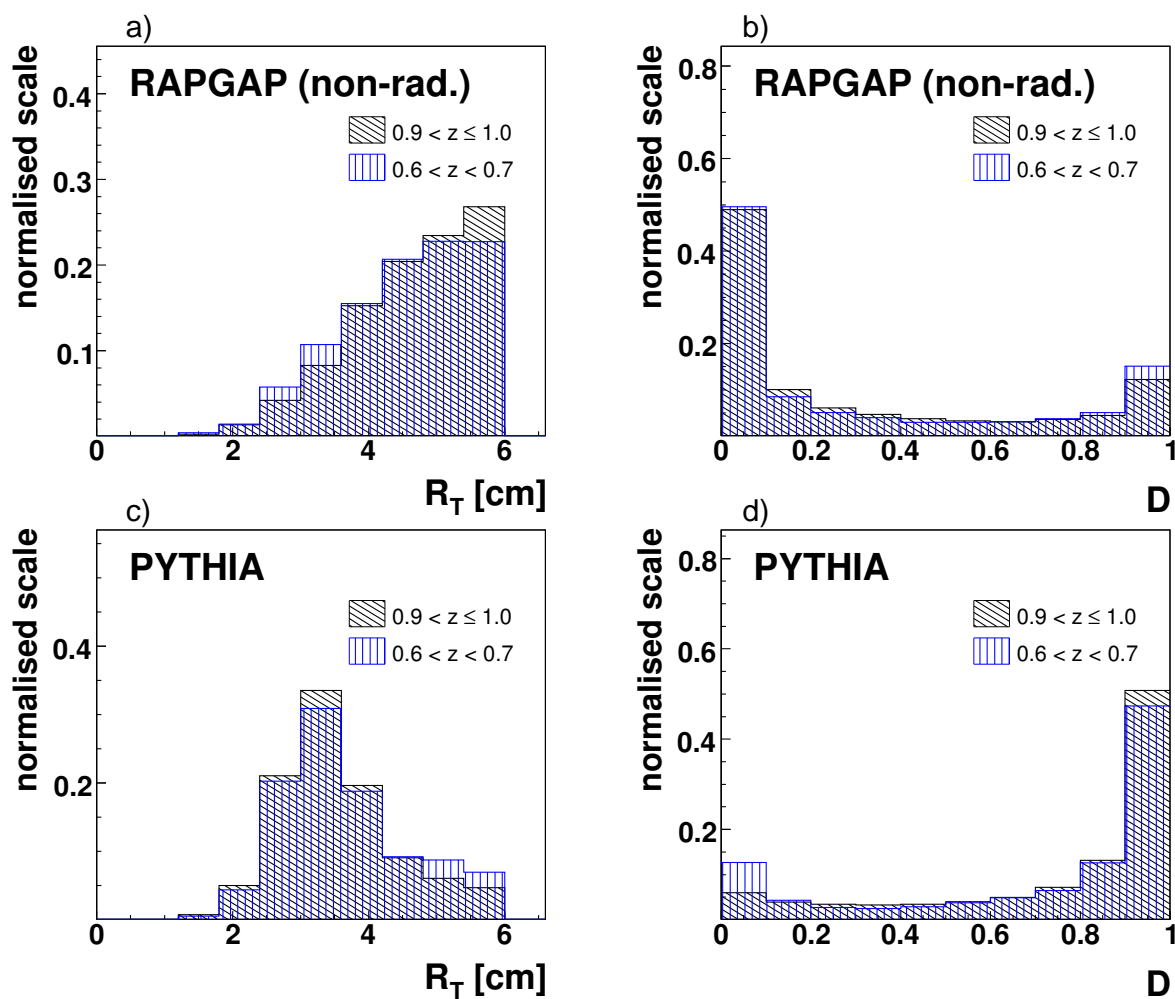 a)
normalised scale
RAPGAP (non-rad.)
0.9 < z ≤ 1.0
0.6 < z < 0.7
0.4
0.3
0.2
0.1
0 2 4 6
R_T [cm]
b)
normalised scale
RAPGAP (non-rad.)
0.9 < z ≤ 1.0
0.6 < z < 0.7
0.8
0.6
0.4
0.2
0 0.2 0.4 0.6 0.8 1
D
c)
normalised scale
PYTHIA
0.9 < z ≤ 1.0
0.6 < z < 0.7
0.4
0.2
0 2 4 6
R_T [cm]
d)
normalised scale
PYTHIA
0.9 < z ≤ 1.0
0.6 < z < 0.7
0.8
0.6
0.4
0.2
0 0.2 0.4 0.6 0.8 1
D